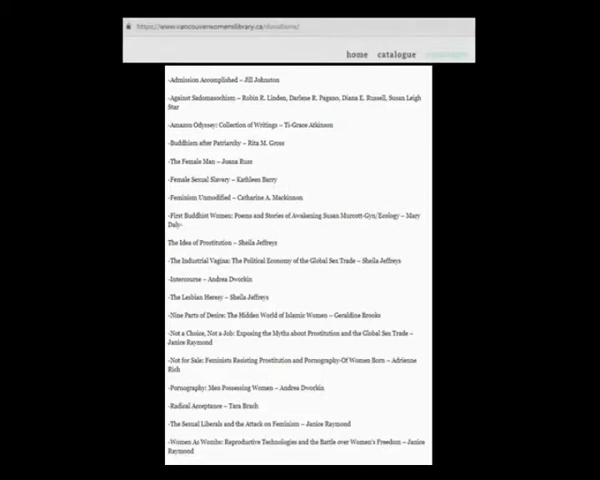 https://www.vancouverwomenslibrary.ca/donations/
home catalogue
-Admission Accomplished – Jill Johnston
-Against Sadomasochism – Robin R. Linden, Darlene R. Pagano, Diana E. Russell, Susan Leigh
Star
-Amazon Odyssey: Collection of Writings – Ti-Grace Atkinson
-Buddhism after Patriarchy – Rita M. Gross
-The Female Man – Joana Russ
-Female Sexual Slavery – Kathleen Barry
-Feminism Unmodified – Catharine A. Mackinnon
-First Buddhist Women: Poems and Stories of Awakening Susan Murcott-Gyn/Ecology – Mary
Daly-
The Idea of Prostitution – Sheila Jeffreys
-The Industrial Vagina: The Political Economy of the Global Sex Trade – Sheila Jeffreys
-Intercourse – Andrea Dworkin
-The Lesbian Heresy – Sheila Jeffreys
-Nine Parts of Desire: The Hidden World of Islamic Women – Geraldine Brooks
-Not a Choice, Not a Job: Exposing the Myths about Prostitution and the Global Sex Trade –
Janice Raymond
-Not for Sale: Feminists Resisting Prostitution and Pornography-Of Women Born – Adrienne
Rich
-Pornography: Men Possessing Women – Andrea Dworkin
-Radical Acceptance – Tara Brach
-The Sexual Liberals and the Attack on Feminism – Janice Raymond
-Women As Wombs: Reproductive Technologies and the Battle over Women's Freedom – Janice
Raymond